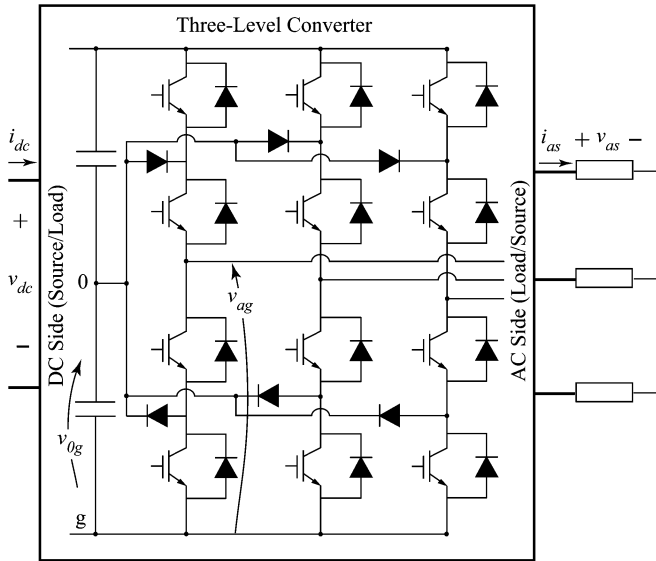 Three-Level Converter
i_dc
+
v_dc
−
DC Side (Source/Load)
0
v_0g
g
v_ag
AC Side (Load/Source)
i_as + v_as −